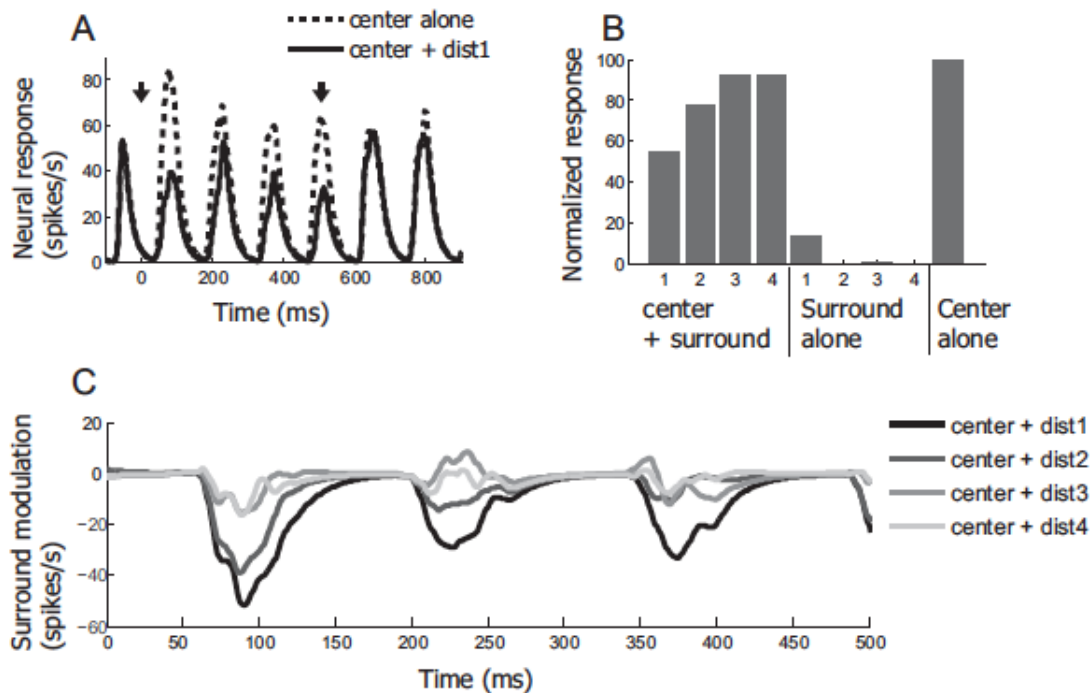 A
center alone
center + dist1
Neural response
(spikes/s)
80
60
40
20
0
0 200 400 600 800
Time (ms)
B
Normalized response
100
80
60
40
20
0
1 2 3 4 1 2 3 4
center
+ surround
Surround
alone
Center
alone
C
Surround modulation
(spikes/s)
20
0
−20
−40
−60
0 50 100 150 200 250 300 350 400 450 500
Time (ms)
center + dist1
center + dist2
center + dist3
center + dist4